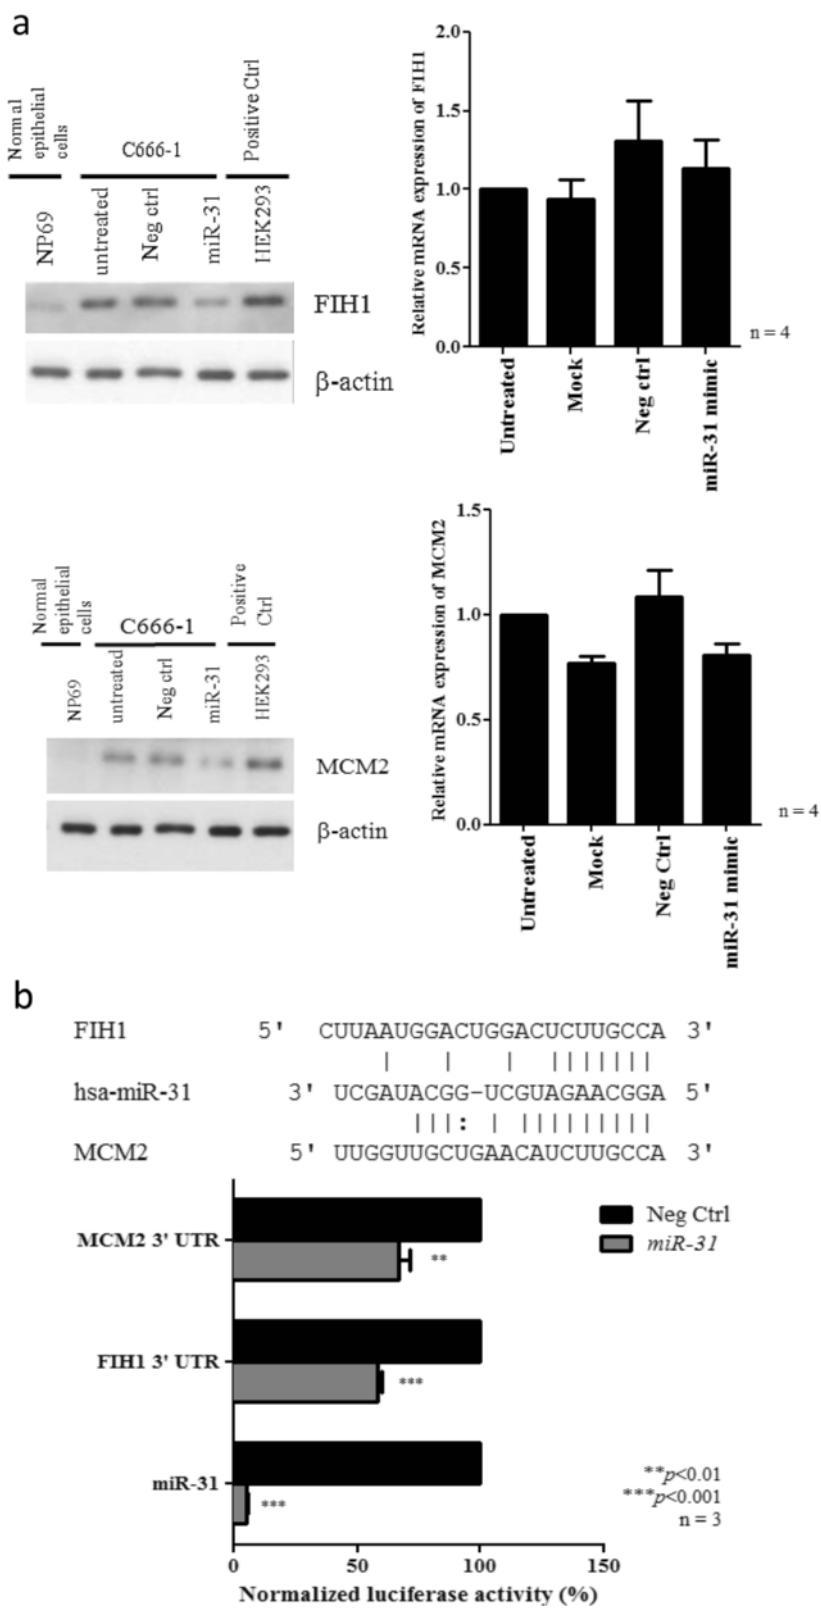 a
Normal
epithelial
cells
C666-1
Positive Ctrl
NP69
untreated
Neg ctrl
miR-31
HEK293
FIH1
β-actin
Relative mRNA expression of FIH1
2.0
1.5
1.0
0.5
0.0
n = 4
Untreated
Mock
Neg ctrl
miR-31 mimic
Normal
epithelial
cells
C666-1
Positive
Ctrl
NP69
untreated
Neg ctrl
miR-31
HEK293
MCM2
β-actin
Relative mRNA expression of MCM2
1.5
1.0
0.5
0.0
n = 4
Untreated
Mock
Neg Ctrl
miR-31 mimic
b
FIH1 5' CUUAAUGGACUGGACUCUUGCCA 3'
hsa-miR-31 3' UCGAUACGG-UCGUAGAACGGA 5'
MCM2 5' UUGGUUGCUGAACAUCUUGCCA 3'
Neg Ctrl
miR-31
MCM2 3' UTR
**
FIH1 3' UTR
***
miR-31
***
**p<0.01
***p<0.001
n = 3
0 50 100 150
Normalized luciferase activity (%)